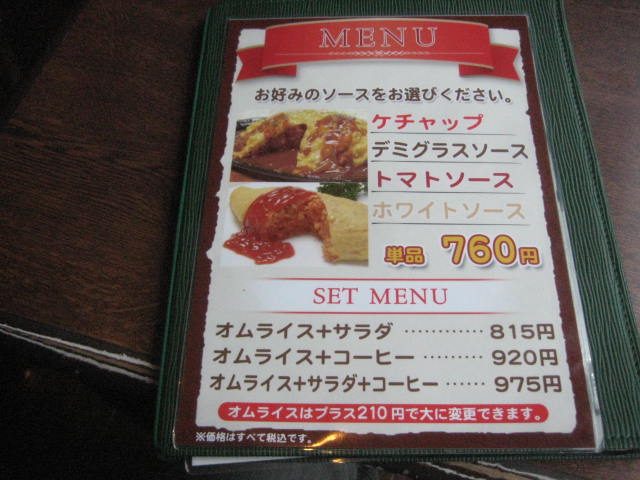 MENU
お好みのソースをお選びください。
ケチャップ
デミグラスソース
トマトソース
ホワイトソース
単品 760円
SET MENU
オムライス+サラダ ………… 815円
オムライス+コーヒー ……… 920円
オムライス+サラダ+コーヒー …… 975円
オムライスはプラス210円で大に変更できます。
※価格はすべて税込です。